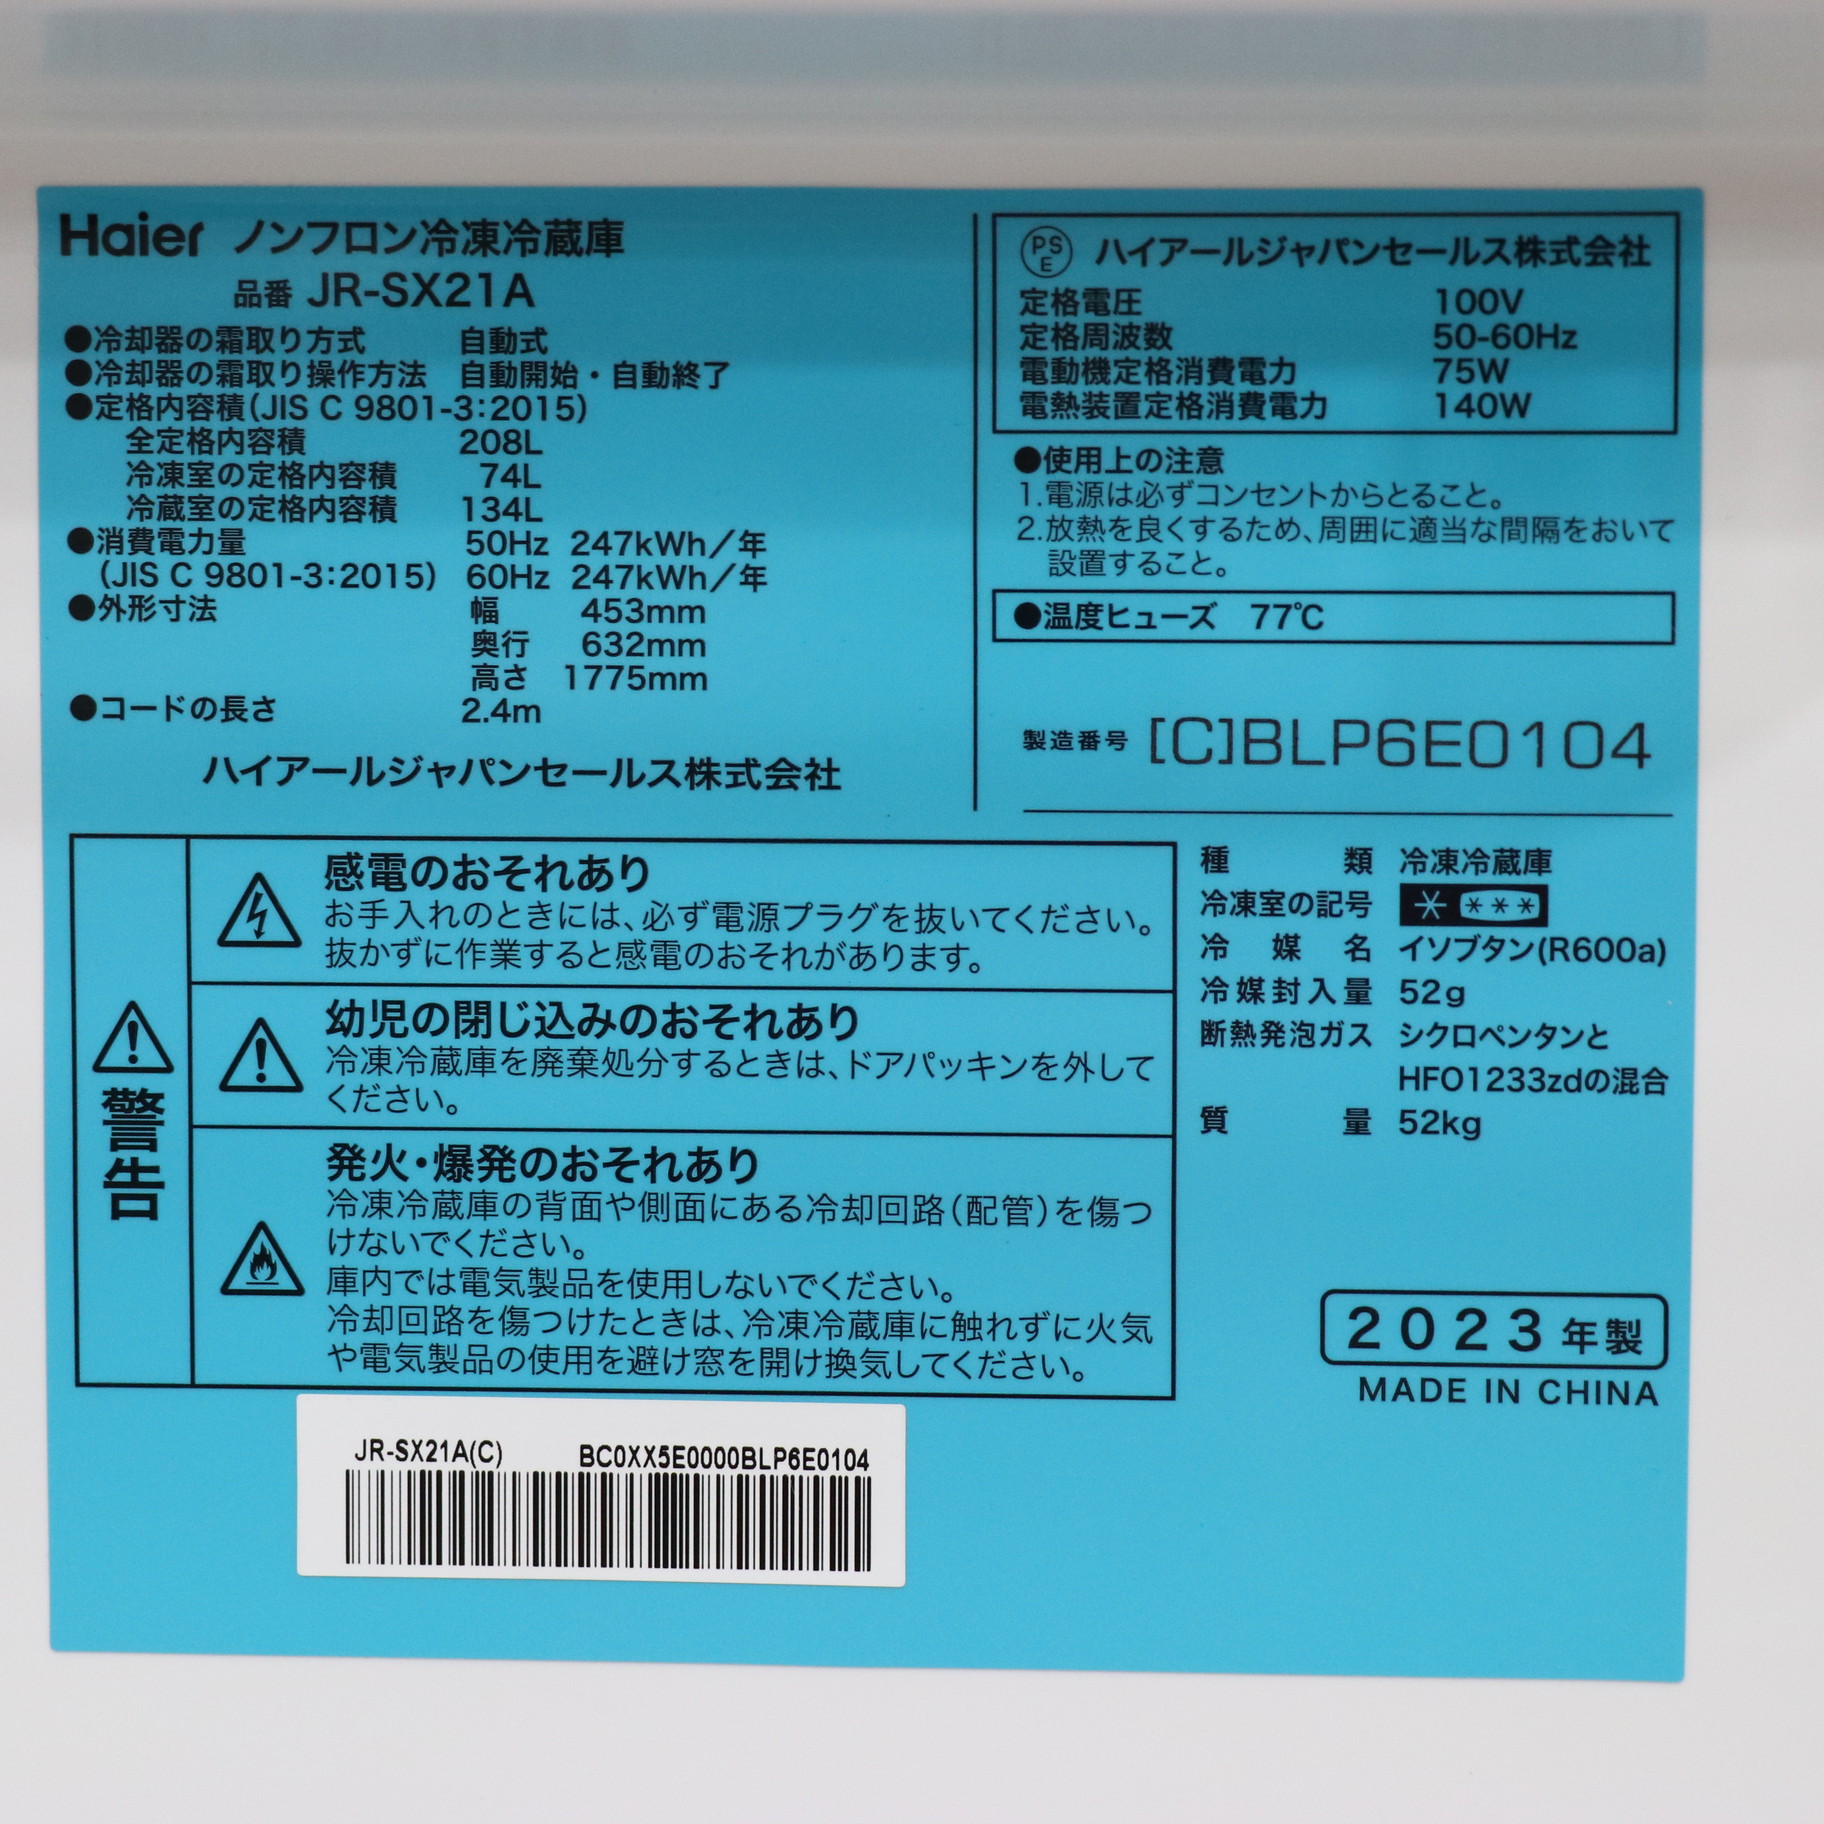 Haier ノンフロン冷凍冷蔵庫
品番 JR-SX21A
●冷却器の霜取り方式 自動式
●冷却器の霜取り操作方法 自動開始・自動終了
●定格内容積(JIS C 9801-3:2015)
全定格内容積 208L
冷凍室の定格内容積 74L
冷蔵室の定格内容積 134L
●消費電力量 50Hz 247kWh/年
(JIS C 9801-3:2015) 60Hz 247kWh/年
●外形寸法 幅 453mm
奥行 632mm
高さ 1775mm
●コードの長さ 2.4m
ハイアールジャパンセールス株式会社
PSE ハイアールジャパンセールス株式会社
定格電圧 100V
定格周波数 50-60Hz
電動機定格消費電力 75W
電熱装置定格消費電力 140W
●使用上の注意
1.電源は必ずコンセントからとること。
2.放熱を良くするため、周囲に適当な間隔をおいて
設置すること。
●温度ヒューズ 77℃
製造番号 [C]BLP6E0104
警告
感電のおそれあり
お手入れのときには、必ず電源プラグを抜いてください。
抜かずに作業すると感電のおそれがあります。
幼児の閉じ込みのおそれあり
冷凍冷蔵庫を廃棄処分するときは、ドアパッキンを外して
ください。
発火・爆発のおそれあり
冷凍冷蔵庫の背面や側面にある冷却回路(配管)を傷つ
けないでください。
庫内では電気製品を使用しないでください。
冷却回路を傷つけたときは、冷凍冷蔵庫に触れずに火気
や電気製品の使用を避け窓を開け換気してください。
種類 冷凍冷蔵庫
冷凍室の記号 * ***
冷媒名 イソブタン(R600a)
冷媒封入量 52g
断熱発泡ガス シクロペンタンと
HFO1233zdの混合
質量 52kg
2023年製
MADE IN CHINA
JR-SX21A(C) BC0XX5E0000BLP6E0104